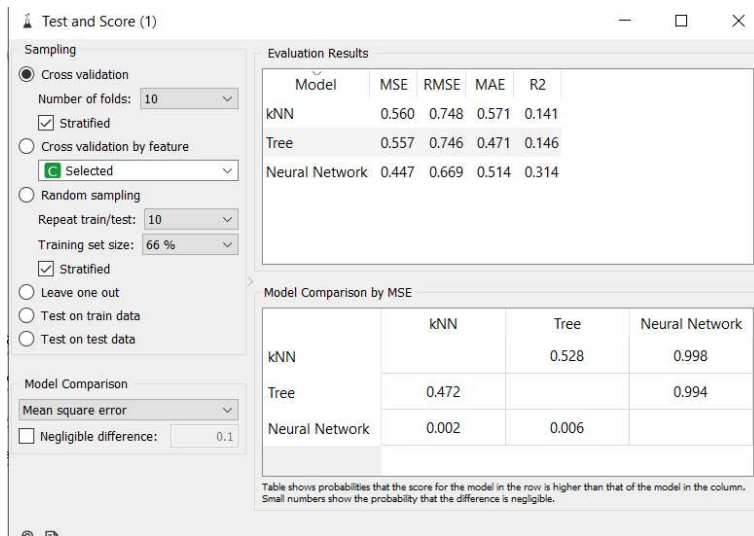 Test and Score (1)
Sampling
Cross validation
Number of folds: 10
Stratified
Cross validation by feature
C Selected
Random sampling
Repeat train/test: 10
Training set size: 66 %
Stratified
Leave one out
Test on train data
Test on test data
Model Comparison
Mean square error
Negligible difference: 0.1
Evaluation Results
Model MSE RMSE MAE R2
kNN 0.560 0.748 0.571 0.141
Tree 0.557 0.746 0.471 0.146
Neural Network 0.447 0.669 0.514 0.314
Model Comparison by MSE
kNN Tree Neural Network
kNN 0.528 0.998
Tree 0.472 0.994
Neural Network 0.002 0.006
Table shows probabilities that the score for the model in the row is higher than that of the model in the column.
Small numbers show the probability that the difference is negligible.